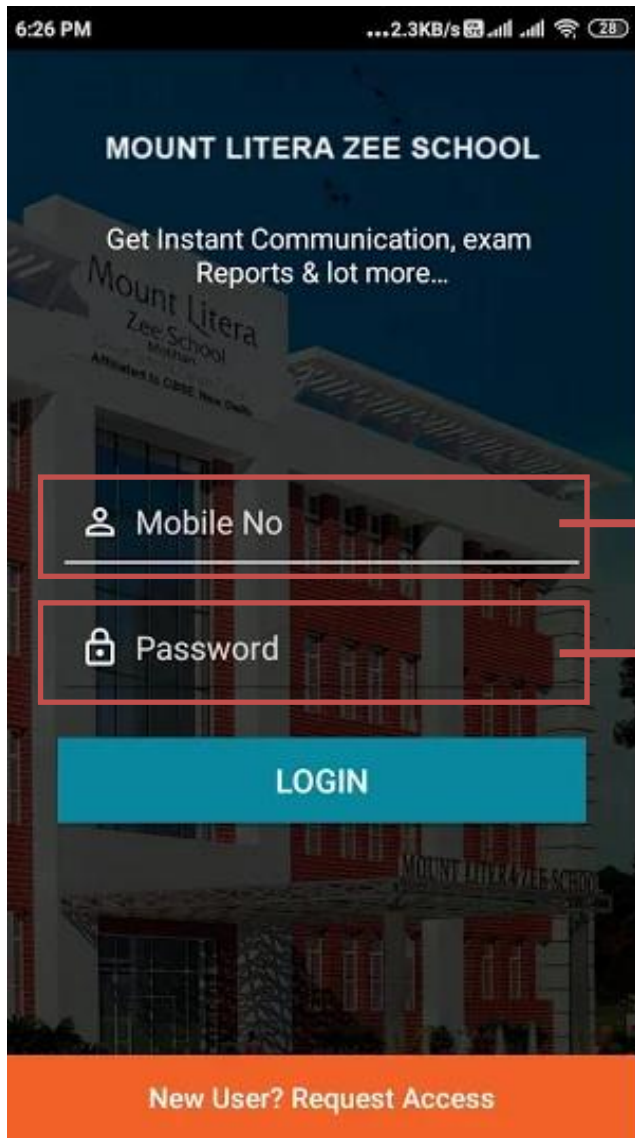 6:26 PM
...2.3KB/s 28
MOUNT LITERA ZEE SCHOOL
Get Instant Communication, exam
Reports & lot more...
Mount Litera
Zee School
Affiliated to CBSE New Delhi
Mobile No
Password
LOGIN
MOUNT LITERA ZEE SCHOOL
New User? Request Access